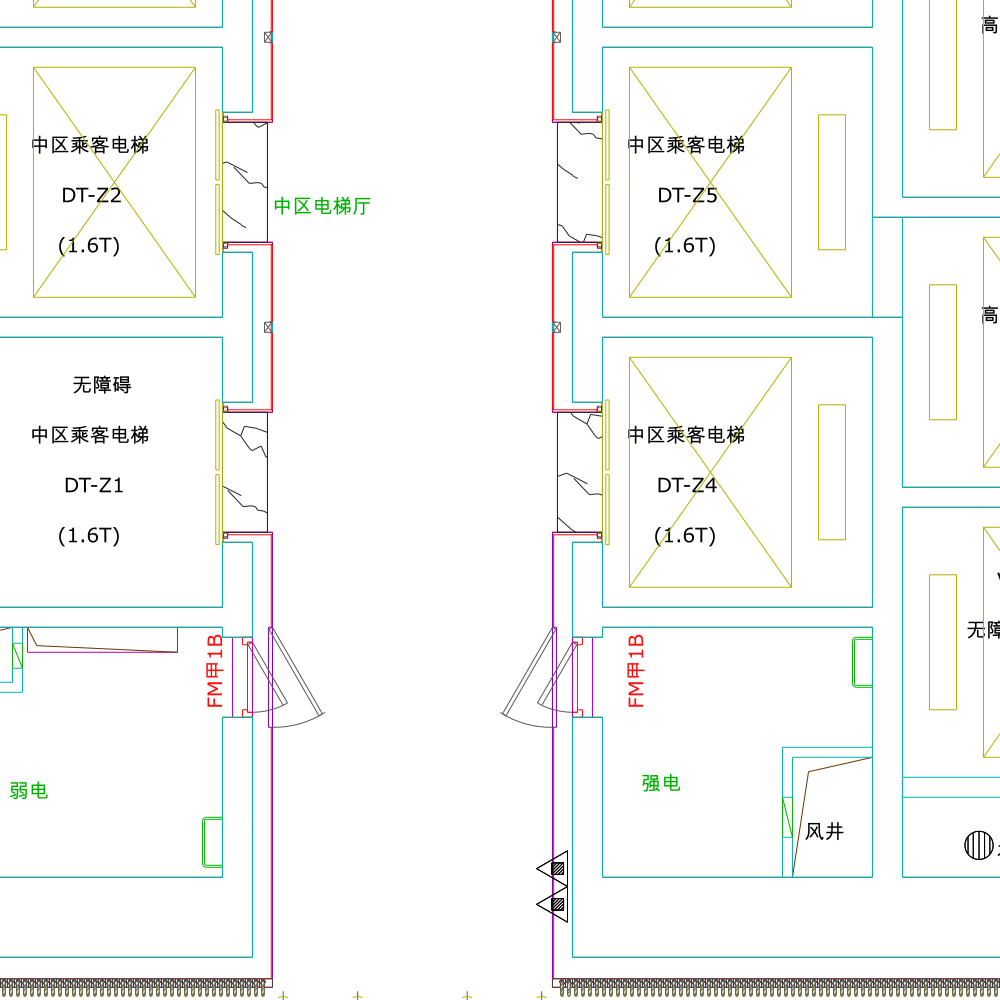 高
中区乘客电梯
DT-Z2
(1.6T)
中区电梯厅
中区乘客电梯
DT-Z5
(1.6T)
高
无障碍
中区乘客电梯
DT-Z1
(1.6T)
中区乘客电梯
DT-Z4
(1.6T)
无
FM甲1B
FM甲1B
弱电
强电
风井